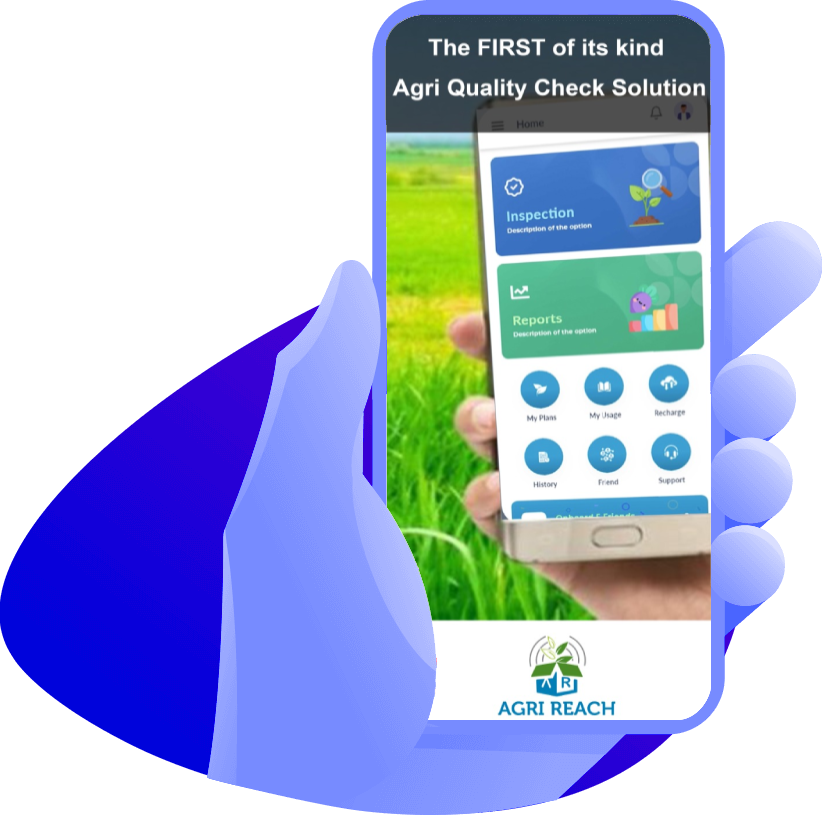 The FIRST of its kind
Agri Quality Check Solution
Home
Inspection
Description of the option
Reports
Description of the option
My Plans
My Usage
Recharge
History
Friend
Support
A R
AGRI REACH